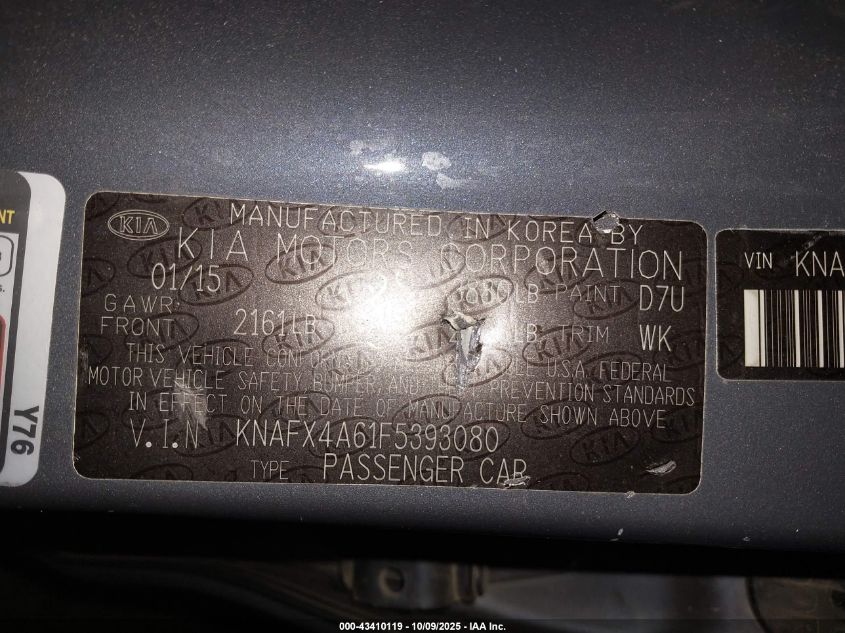 KIA
MANUFACTURED IN KOREA BY
KIA MOTORS CORPORATION
01/15 LB PAINT D7U
GAWR:
FRONT 2161LB LB TRIM WK
THIS VEHICLE U.S.A. FEDERAL
MOTOR VEHICLE SAFETY, BUMPER, AND PREVENTION STANDARDS
IN EFFECT ON THE DATE OF MANUFACTURE SHOWN ABOVE
V.I.N KNAFX4A61F5393080
TYPE PASSENGER CAR
VIN KNA
NT
Y76
000-43410119 - 10/09/2025 - IAA Inc.